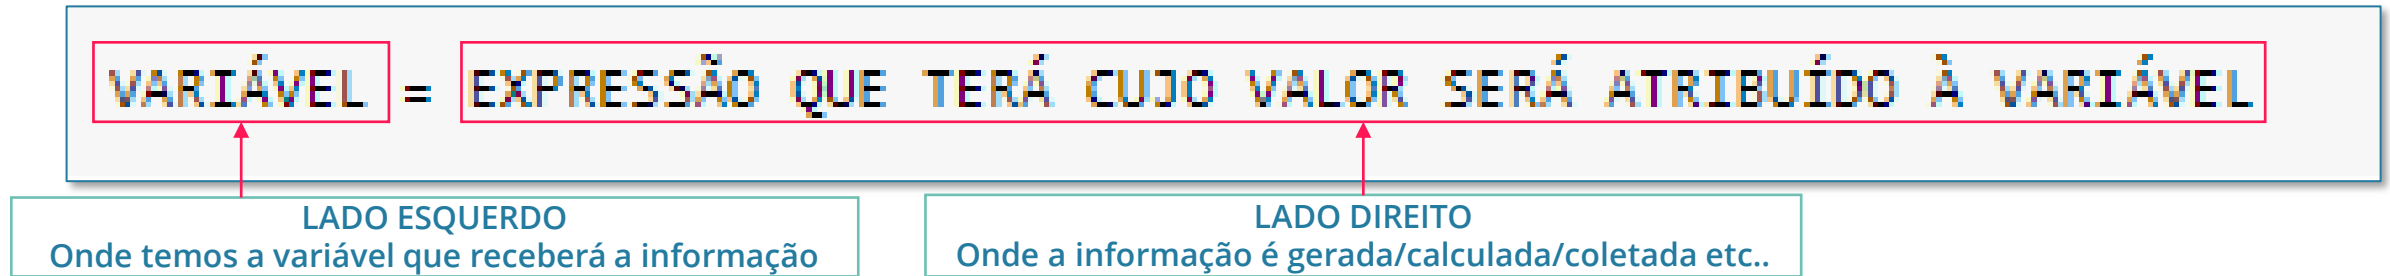 VARIÁVEL = EXPRESSÃO QUE TERÁ CUJO VALOR SERÁ ATRIBUÍDO À VARIÁVEL
LADO ESQUERDO
Onde temos a variável que receberá a informação
LADO DIREITO
Onde a informação é gerada/calculada/coletada etc..